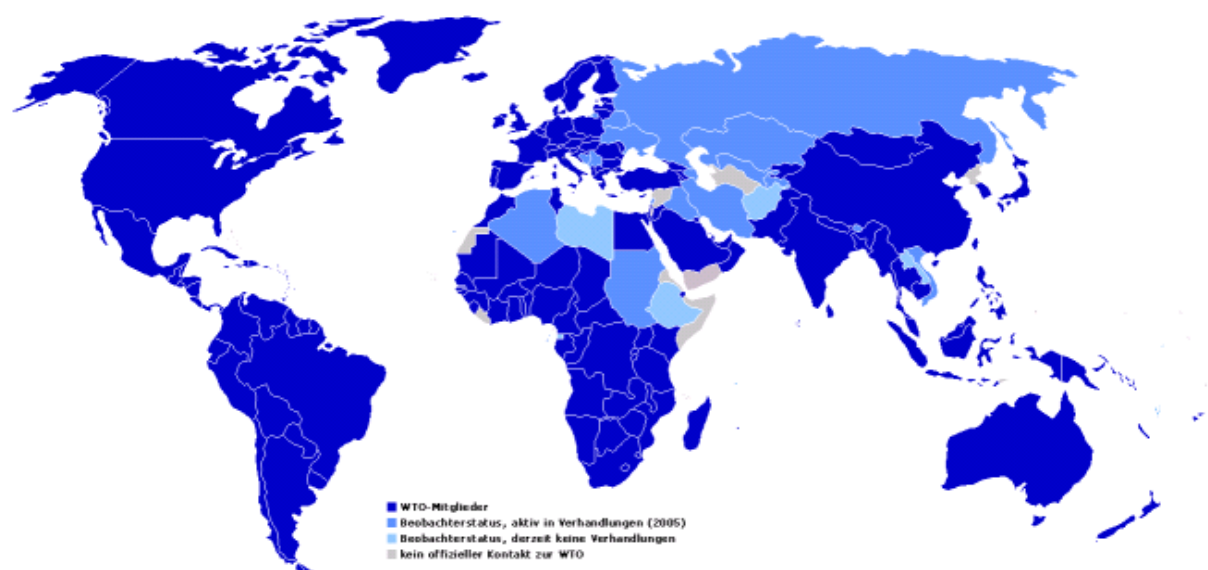 WTO-Mitglieder
Beobachterstatus, aktiv in Verhandlungen (2005)
Beobachterstatus, derzeit keine Verhandlungen
kein offizieller Kontakt zur WTO